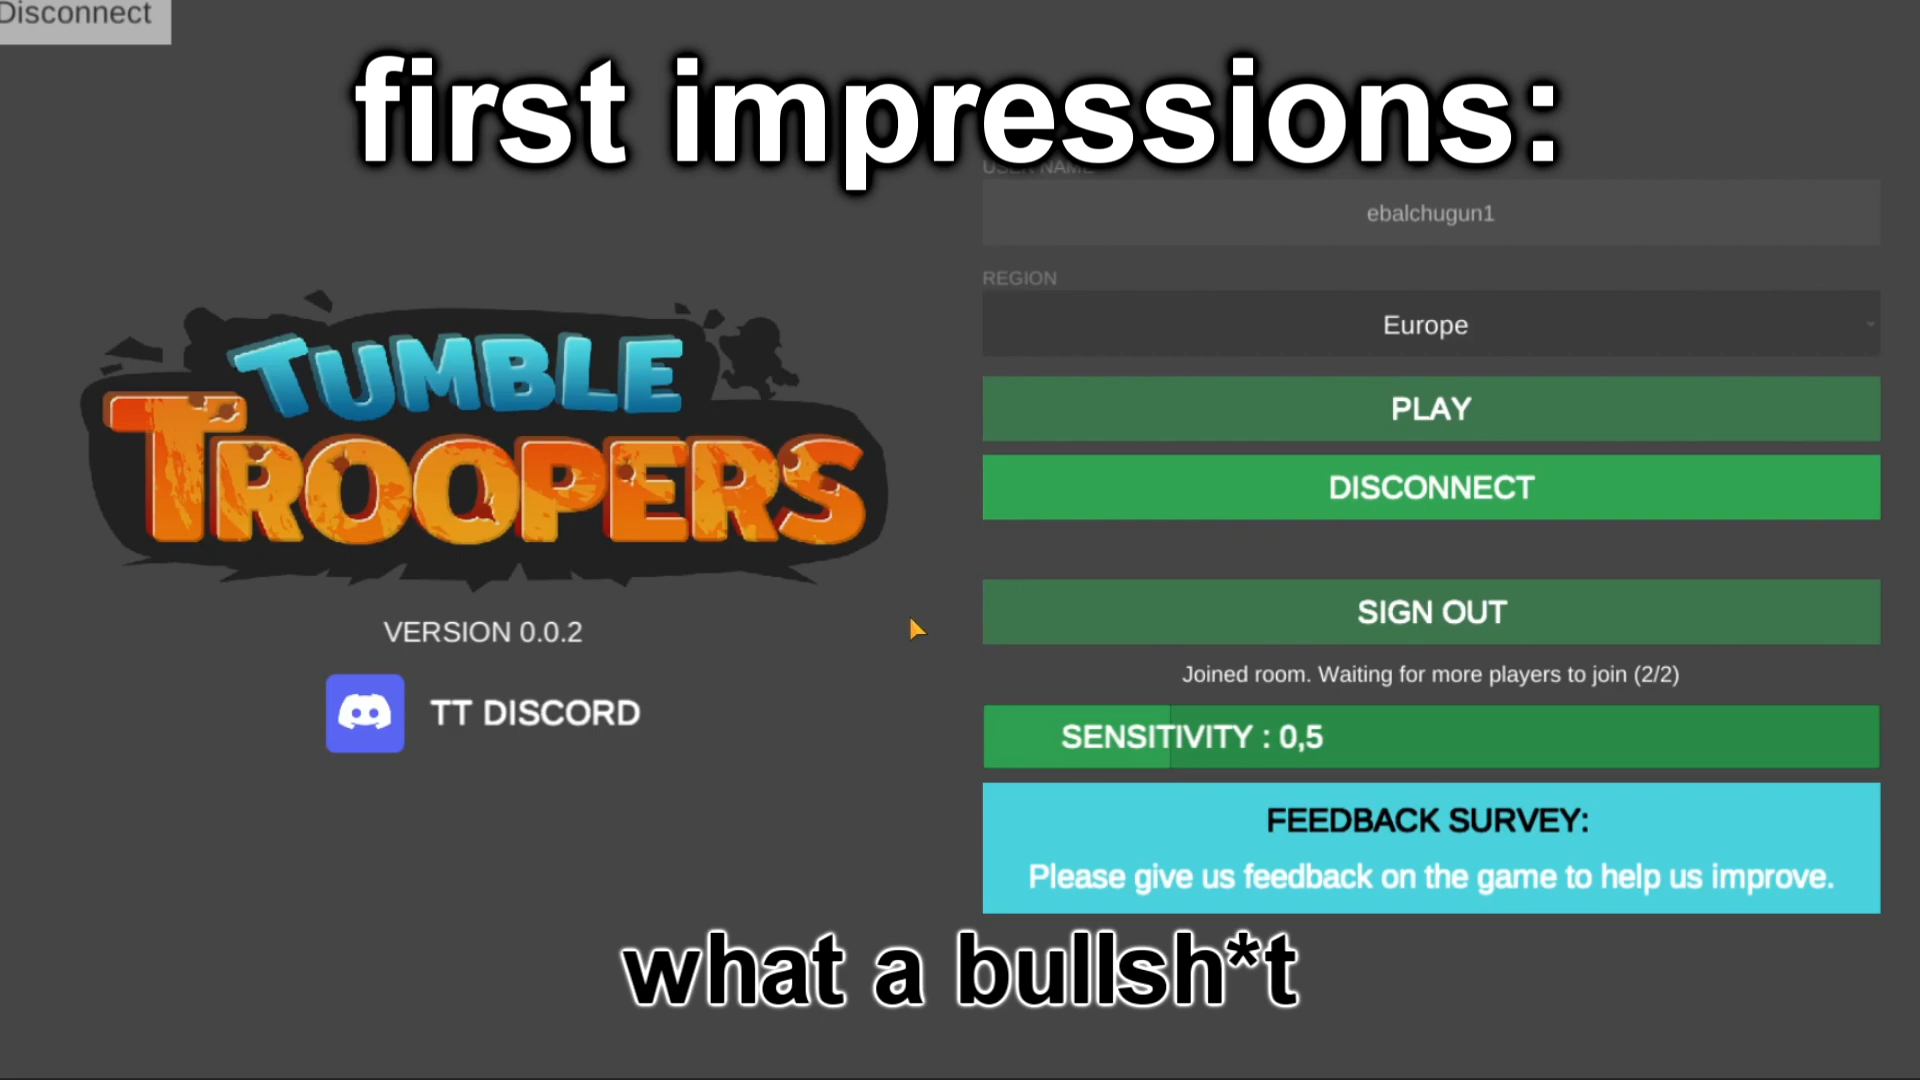 Disconnect
first impressions:
USER NAME
ebalchugun1
REGION
Europe
TUMBLE
TROOPERS
PLAY
DISCONNECT
VERSION 0.0.2
SIGN OUT
Joined room. Waiting for more players to join (2/2)
TT DISCORD
SENSITIVITY : 0,5
FEEDBACK SURVEY:
Please give us feedback on the game to help us improve.
what a bullsh*t